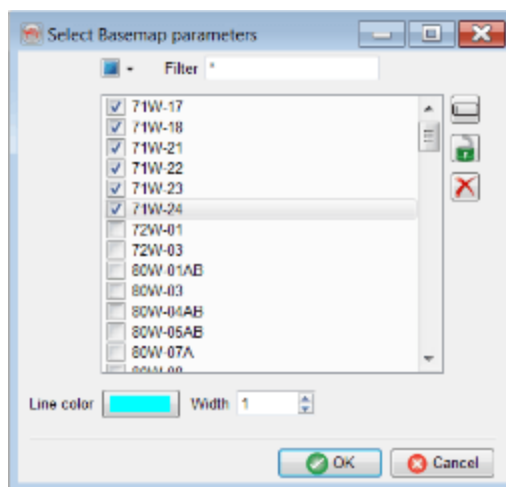 Select Basemap parameters
Filter *
71W-17
71W-18
71W-21
71W-22
71W-23
71W-24
72W-01
72W-03
80W-01AB
80W-03
80W-04AB
80W-05AB
80W-07A
Line color Width 1
OK Cancel